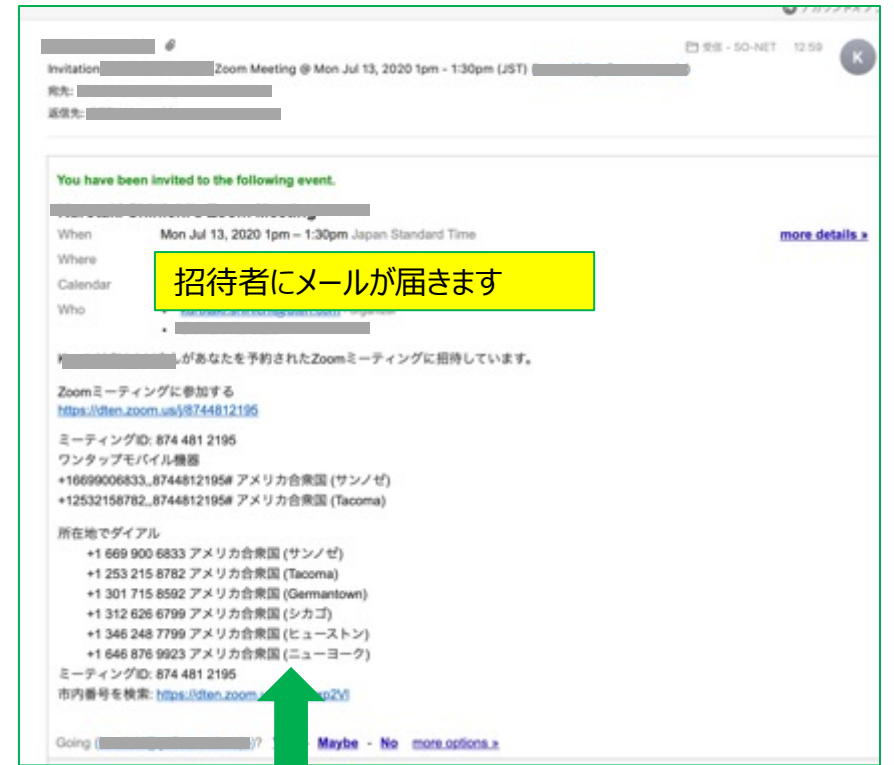 受信 - SO-NET 12:59
K
Invitation Zoom Meeting @ Mon Jul 13, 2020 1pm - 1:30pm (JST) (
宛先:
返信先:
You have been invited to the following event.
When Mon Jul 13, 2020 1pm – 1:30pm Japan Standard Time more details »
Where
招待者にメールが届きます
Calendar
Who
があなたを予約されたZoomミーティングに招待しています。
Zoomミーティングに参加する
https://dten.zoom.us/j/8744812195
ミーティングID: 874 481 2195
ワンタップモバイル機器
+16699006833,,8744812195# アメリカ合衆国 (サンノゼ)
+12532158782,,8744812195# アメリカ合衆国 (Tacoma)
所在地でダイアル
+1 669 900 6833 アメリカ合衆国 (サンノゼ)
+1 253 215 8782 アメリカ合衆国 (Tacoma)
+1 301 715 8592 アメリカ合衆国 (Germantown)
+1 312 626 6799 アメリカ合衆国 (シカゴ)
+1 346 248 7799 アメリカ合衆国 (ヒューストン)
+1 646 876 9923 アメリカ合衆国 (ニューヨーク)
ミーティングID: 874 481 2195
市内番号を検索: https://dten.zoom
Going ( )? - Maybe - No more options »